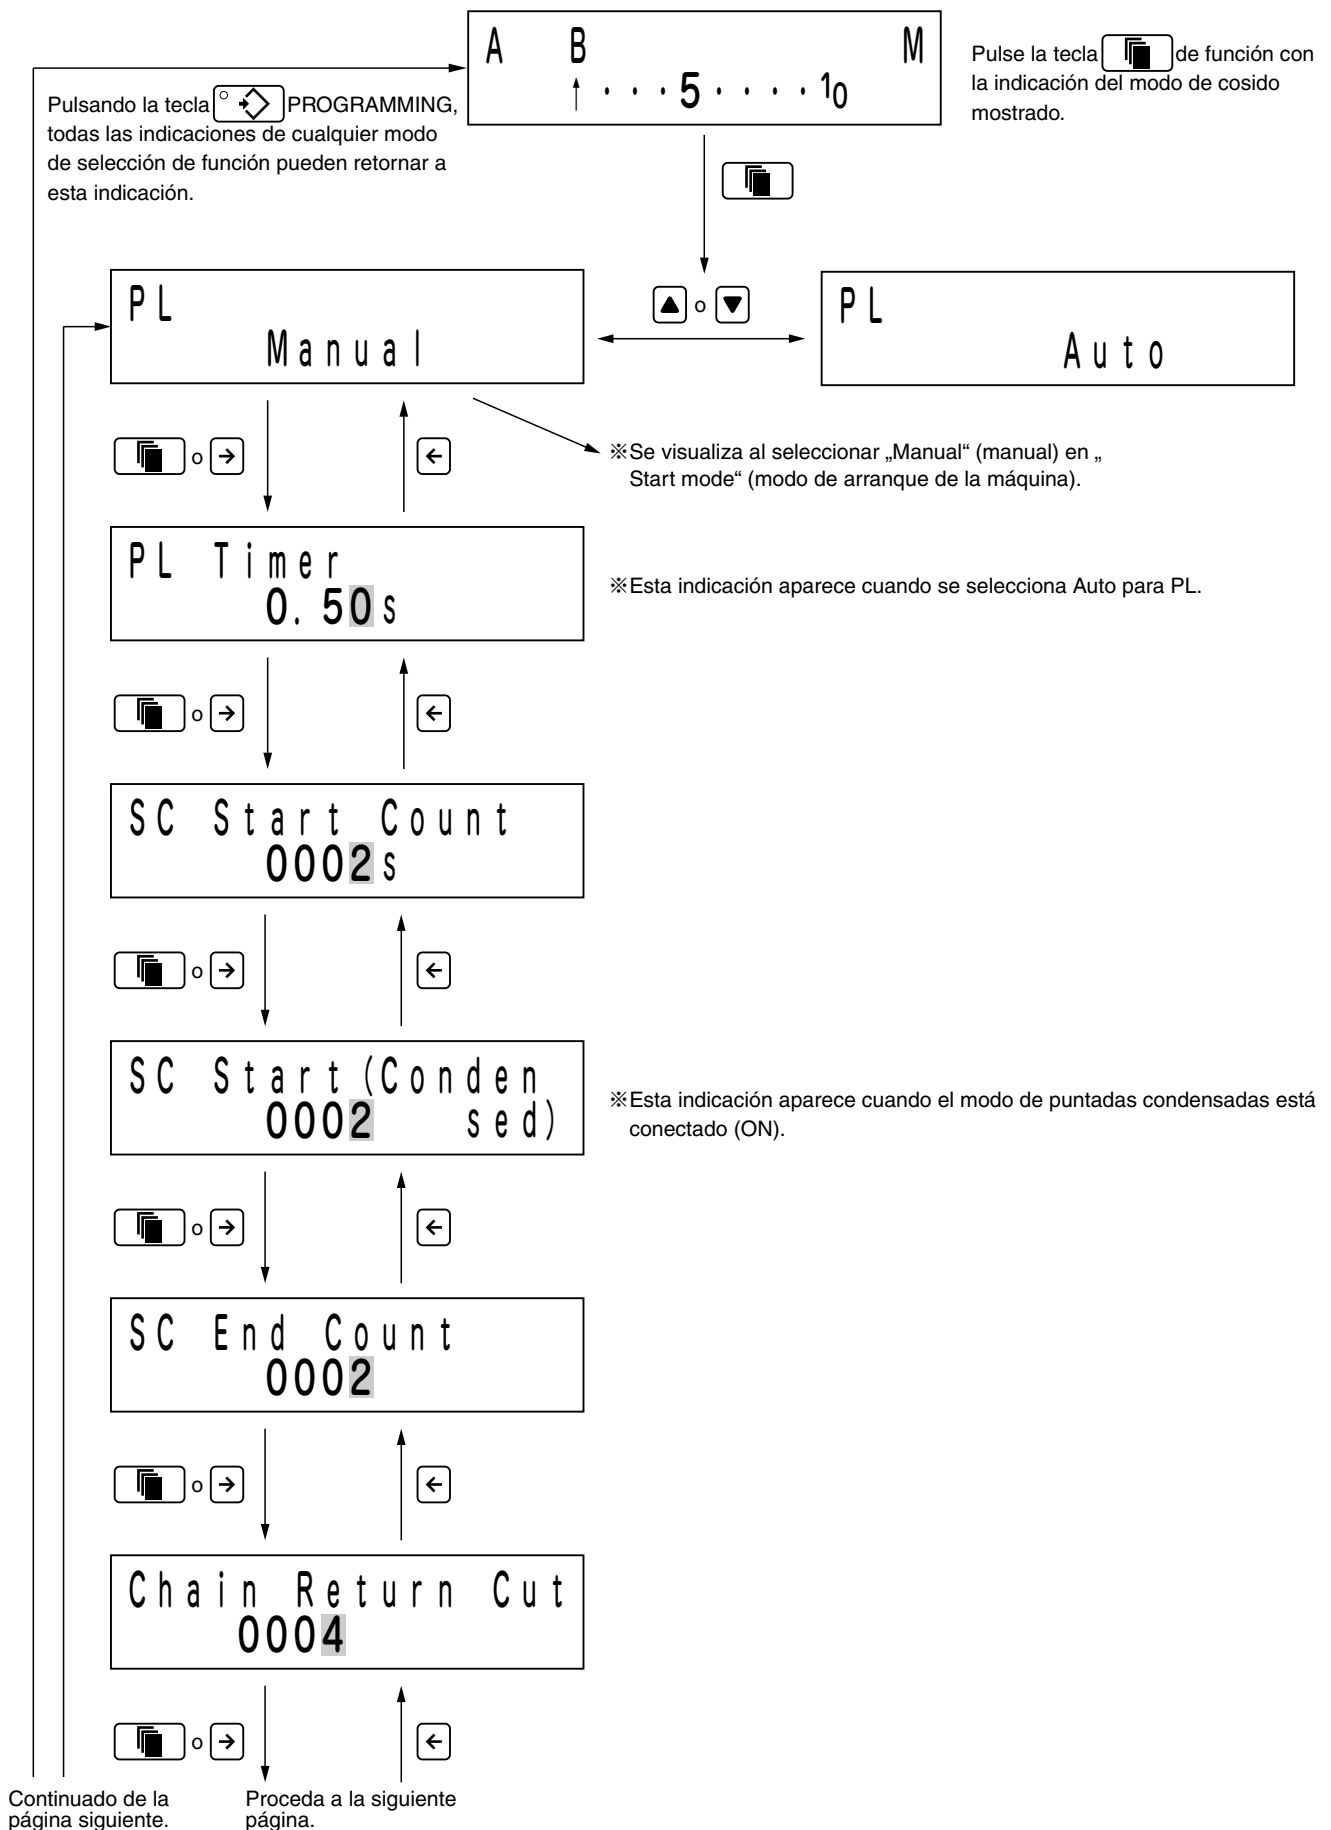 A B M
↑ · · · 5 · · · · 10
Pulse la tecla de función con
la indicación del modo de cosido
mostrado.
Pulsando la tecla PROGRAMMING,
todas las indicaciones de cualquier modo
de selección de función pueden retornar a
esta indicación.
▲ o ▼
PL
Manual
PL
Auto
o → ←
※Se visualiza al seleccionar „Manual“ (manual) en „
Start mode“ (modo de arranque de la máquina).
PL Timer
0.50s
※Esta indicación aparece cuando se selecciona Auto para PL.
o → ←
SC Start Count
0002s
o → ←
SC Start(Conden
0002 sed)
※Esta indicación aparece cuando el modo de puntadas condensadas está
conectado (ON).
o → ←
SC End Count
0002
o → ←
Chain Return Cut
0004
o → ←
Continuado de la
página siguiente.
Proceda a la siguiente
página.